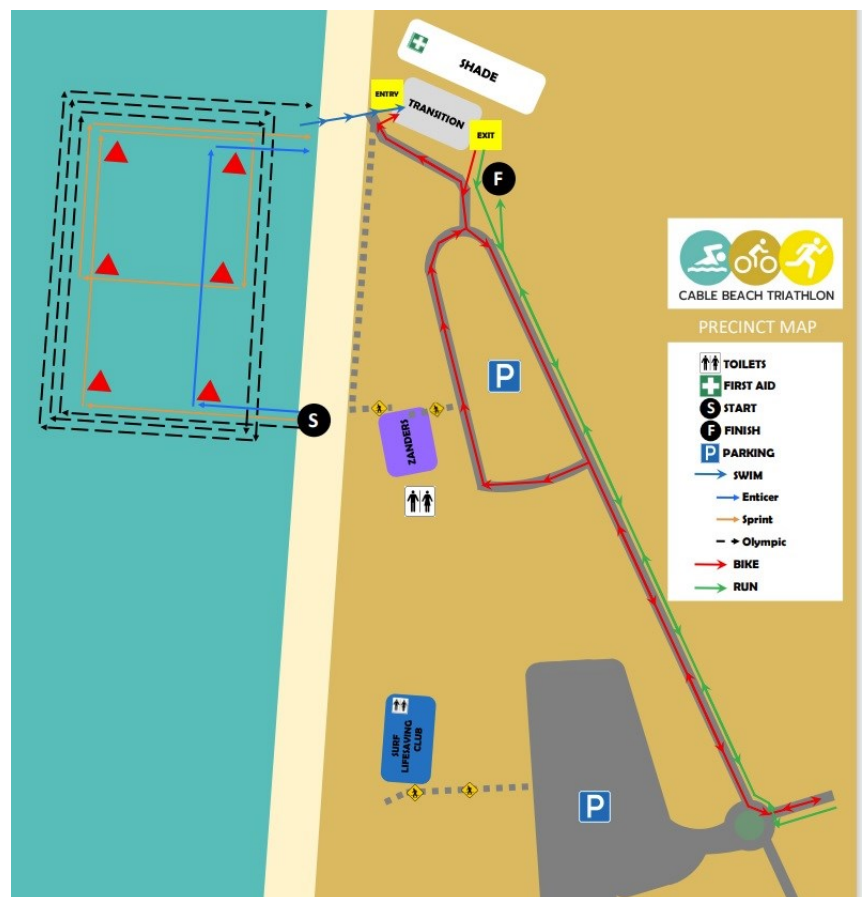 SHADE
ENTRY
TRANSITION
EXIT
F
CABLE BEACH TRIATHLON
PRECINCT MAP
P
TOILETS
FIRST AID
S START
F FINISH
P PARKING
SWIM
Enticer
Sprint
Olympic
BIKE
RUN
S
ZANDERS
SURF
LIFESAVING
CLUB
P